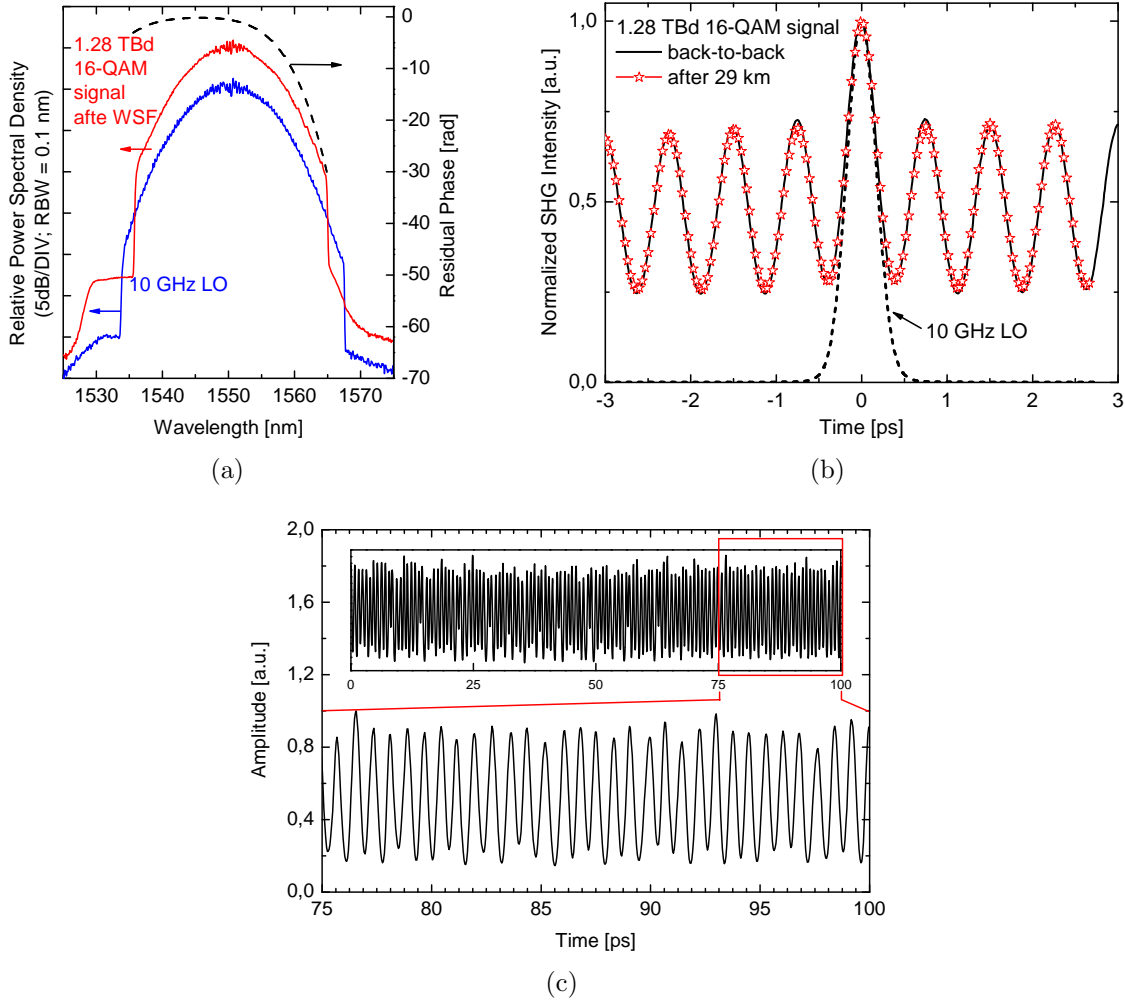 1.28 TBd
16-QAM
signal
afte WSF
10 GHz LO
Relative Power Spectral Density
(5dB/DIV; RBW = 0.1 nm)
0
-10
-20
-30
-40
-50
-60
-70
Residual Phase [rad]
1530 1540 1550 1560 1570
Wavelength [nm]
(a)
1.28 TBd 16-QAM signal
back-to-back
after 29 km
10 GHz LO
Normalized SHG Intensity [a.u.]
1,0
0,5
0,0
-3 -2 -1 0 1 2 3
Time [ps]
(b)
Amplitude [a.u.]
2,0
1,6
1,2
0,8
0,4
0,0
0 25 50 75 100
75 80 85 90 95 100
Time [ps]
(c)